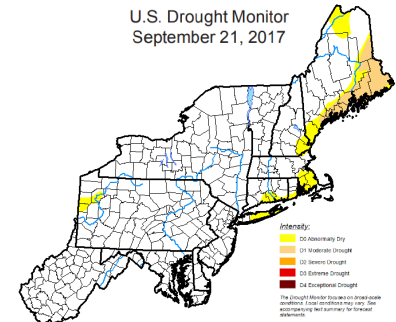 U.S. Drought Monitor
September 21, 2017
Intensity:
D0 Abnormally Dry
D1 Moderate Drought
D2 Severe Drought
D3 Extreme Drought
D4 Exceptional Drought
The Drought Monitor focuses on broad-scale
conditions. Local conditions may vary. See
accompanying text summary for forecast
statements.